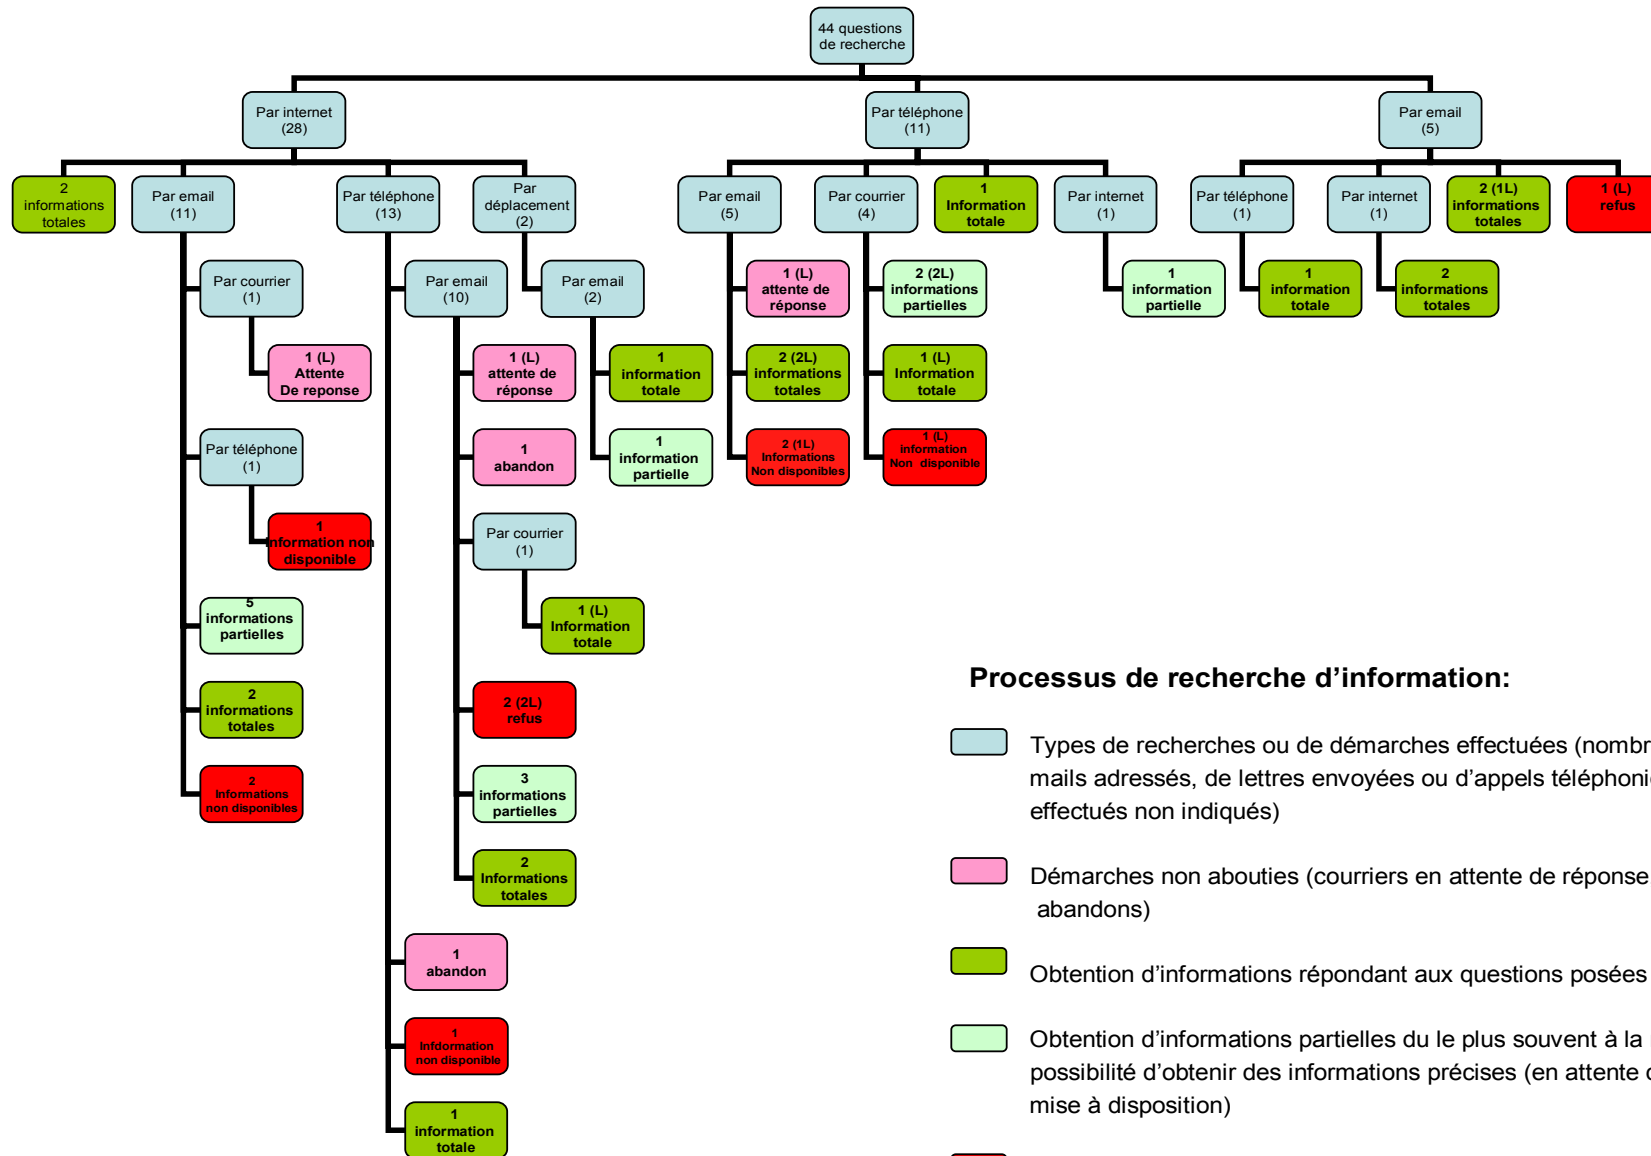 44 questions
de recherche
Par internet
(28)
Par téléphone
(11)
Par email
(5)
2
informations
totales
Par email
(11)
Par téléphone
(13)
Par
déplacement
(2)
Par email
(5)
Par courrier
(4)
1
Information
totale
Par internet
(1)
Par téléphone
(1)
Par internet
(1)
2 (1L)
informations
totales
1 (L)
refus
Par courrier
(1)
Par email
(10)
Par email
(2)
1 (L)
attente de
réponse
2 (2L)
informations
partielles
1
information
partielle
1
information
totale
2
informations
totales
1 (L)
Attente
De reponse
1 (L)
attente de
réponse
1
information
totale
2 (2L)
informations
totales
1 (L)
Information
totale
Par téléphone
(1)
1
abandon
1
information
partielle
2 (1L)
Informations
Non disponibles
1 (L)
information
Non disponible
1
Information non
disponible
Par courrier
(1)
5
informations
partielles
1 (L)
Information
totale
2
informations
totales
2 (2L)
refus
2
Informations
non disponibles
3
informations
partielles
2
Informations
totales
1
abandon
1
Infdormation
non disponible
1
information
totale
Processus de recherche d’information:
Types de recherches ou de démarches effectuées (nombr
mails adressés, de lettres envoyées ou d’appels téléphoni
effectués non indiqués)
Démarches non abouties (courriers en attente de réponse
abandons)
Obtention d’informations répondant aux questions posées
Obtention d’informations partielles du le plus souvent à la
possibilité d’obtenir des informations précises (en attente
mise à disposition)